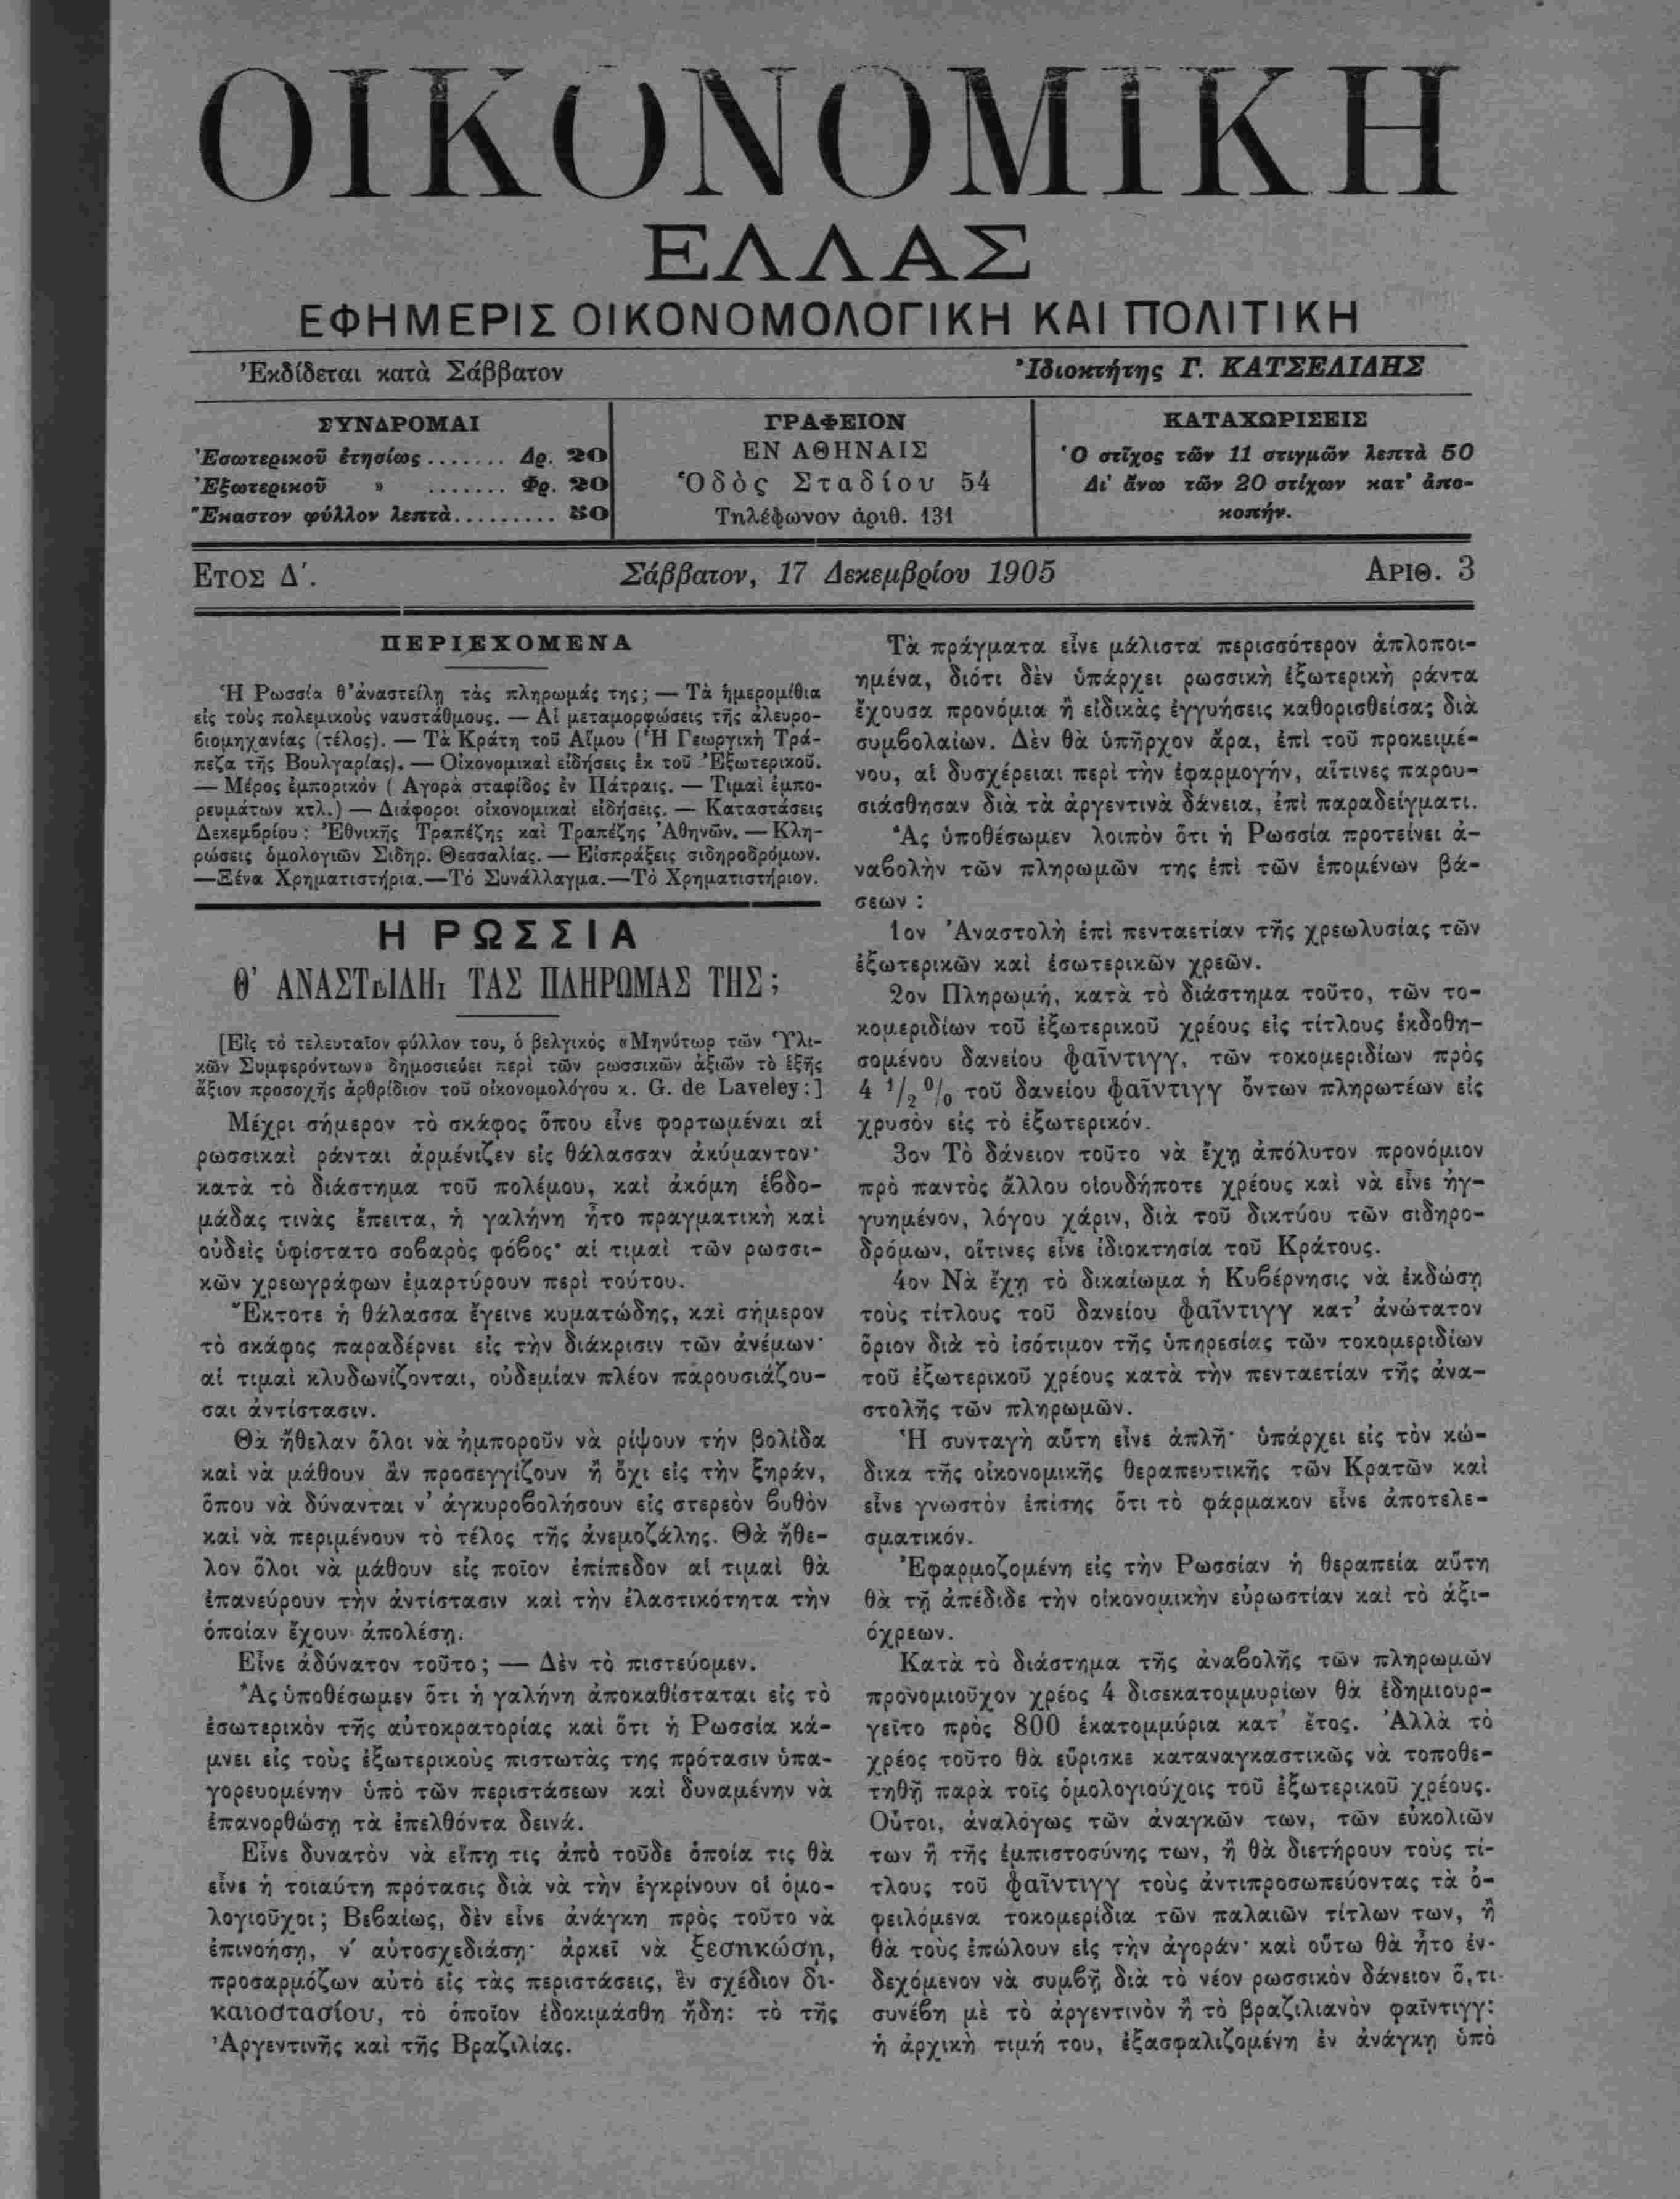 ΟΙΚΟΝΟΜΙΚΗ
ΕΛΛΑΣ
ΕΦΗΜΕΡΙΣ ΟΙΚΟΝΟΜΟΛΟΓΙΚΗ ΚΑΙ ΠΟΛΙΤΙΚΗ
Ἐκδίδεται κατὰ Σάββατον
Ἰδιοκτήτης Γ. ΚΑΤΣΕΛΙΔΗΣ
ΣΥΝΔΡΟΜΑΙ
Ἐσωτερικοῦ ἐτησίως ....... Δρ. 20
Ἐξωτερικοῦ » ....... Φρ. 20
Ἕκαστον φύλλον λεπτὰ.......... 50
ΓΡΑΦΕΙΟΝ
ΕΝ ΑΘΗΝΑΙΣ
Ὁδὸς Σταδίου 54
Τηλέφωνον ἀριθ. 131
ΚΑΤΑΧΩΡΙΣΕΙΣ
Ὁ στῖχος τῶν 11 στιγμῶν λεπτὰ 50
Δι' ἄνω τῶν 20 στίχων κατ' ἀπο-
κοπήν.
ΕΤΟΣ Δ΄.
Σάββατον, 17 Δεκεμβρίου 1905
ΑΡΙΘ. 3
ΠΕΡΙΕΧΟΜΕΝΑ
Ἡ Ρωσσία θ'ἀναστείλῃ τὰς πληρωμάς της; — Τὰ ἡμερομίσθια
εἰς τοὺς πολεμικοὺς ναυστάθμους. — Αἱ μεταμορφώσεις τῆς ἀλευρο-
βιομηχανίας (τέλος). — Τὰ Κράτη τοῦ Αἵμου (Ἡ Γεωργικὴ Τρά-
πεζα τῆς Βουλγαρίας). — Οἰκονομικαὶ εἰδήσεις ἐκ τοῦ Ἐξωτερικοῦ.
— Μέρος ἐμπορικόν ( Αγορὰ σταφίδος ἐν Πάτραις. — Τιμαὶ ἐμπο-
ρευμάτων κτλ.) — Διάφοροι οἰκονομικαὶ εἰδήσεις. — Καταστάσεις
Δεκεμβρίου : Ἐθνικῆς Τραπέζης καὶ Τραπέζης Ἀθηνῶν. — Κλη-
ρώσεις ὁμολογιῶν Σιδηρ. Θεσσαλίας. — Εἰσπράξεις σιδηροδρόμων.
—Ξένα Χρηματιστήρια.—Τὸ Συνάλλαγμα.—Τὸ Χρηματιστήριον.
Η ΡΩΣΣΙΑ
Θ' ΑΝΑΣΤΕΙΛΗι ΤΑΣ ΠΛΗΡΩΜΑΣ ΤΗΣ;
[Εἰς τὸ τελευταῖον φύλλον του, ὁ βελγικὸς «Μηνύτωρ τῶν Ὑλι-
κῶν Συμφερόντων» δημοσιεύει περὶ τῶν ρωσσικῶν ἀξιῶν τὸ ἑξῆς
ἄξιον προσοχῆς ἀρθρίδιον τοῦ οἰκονομολόγου κ. G. de Laveley:]
Μέχρι σήμερον τὸ σκάφος ὅπου εἶνε φορτωμέναι αἱ
ρωσσικαὶ ράνται ἀρμένιζεν εἰς θάλασσαν ἀκύμαντον·
κατὰ τὸ διάστημα τοῦ πολέμου, καὶ ἀκόμη ἑβδο-
μάδας τινὰς ἔπειτα, ἡ γαλήνη ἦτο πραγματικὴ καὶ
οὐδεὶς ὑφίστατο σοβαρὸς φόβος· αἱ τιμαὶ τῶν ρωσσι-
κῶν χρεωγράφων ἐμαρτύρουν περὶ τούτου.
Ἔκτοτε ἡ θάλασσα ἔγεινε κυματώδης, καὶ σήμερον
τὸ σκάφος παραδέρνει εἰς τὴν διάκρισιν τῶν ἀνέμων·
αἱ τιμαὶ κλυδωνίζονται, οὐδεμίαν πλέον παρουσιάζου-
σαι ἀντίστασιν.
Θὰ ἤθελαν ὅλοι νὰ ἠμποροῦν νὰ ρίψουν τὴν βολίδα
καὶ νὰ μάθουν ἂν προσεγγίζουν ἢ ὄχι εἰς τὴν ξηράν,
ὅπου νὰ δύνανται ν' ἀγκυροβολήσουν εἰς στερεὸν βυθὸν
καὶ νὰ περιμένουν τὸ τέλος τῆς ἀνεμοζάλης. Θὰ ἤθε-
λον ὅλοι νὰ μάθουν εἰς ποῖον ἐπίπεδον αἱ τιμαὶ θὰ
ἐπανεύρουν τὴν ἀντίστασιν καὶ τὴν ἐλαστικότητα τὴν
ὁποίαν ἔχουν ἀπολέσῃ.
Εἶνε ἀδύνατον τοῦτο; — Δὲν τὸ πιστεύομεν.
Ἂς ὑποθέσωμεν ὅτι ἡ γαλήνη ἀποκαθίσταται εἰς τὸ
ἐσωτερικὸν τῆς αὐτοκρατορίας καὶ ὅτι ἡ Ρωσσία κά-
μνει εἰς τοὺς ἐξωτερικοὺς πιστωτὰς της πρότασιν ὑπα-
γορευομένην ὑπὸ τῶν περιστάσεων καὶ δυναμένην νὰ
ἐπανορθώσῃ τὰ ἐπελθόντα δεινά.
Εἶνε δυνατὸν νὰ εἴπῃ τις ἀπὸ τοῦδε ὁποία τις θὰ
εἶνε ἡ τοιαύτη πρότασις διὰ νὰ τὴν ἐγκρίνουν οἱ ὁμο-
λογιοῦχοι; Βεβαίως, δὲν εἶνε ἀνάγκη πρὸς τοῦτο νὰ
ἐπινοήσῃ, ν' αὐτοσχεδιάσῃ· ἀρκεῖ νὰ ξεσηκώσῃ,
προσαρμόζων αὐτὸ εἰς τὰς περιστάσεις, ἓν σχέδιον δι-
καιοστασίου, τὸ ὁποῖον ἐδοκιμάσθη ἤδη: τὸ τῆς
Ἀργεντινῆς καὶ τῆς Βραζιλίας.
Τὰ πράγματα εἶνε μάλιστα περισσότερον ἁπλοποι-
ημένα, διότι δὲν ὑπάρχει ρωσσικὴ ἐξωτερικὴ ράντα
ἔχουσα προνόμια ἢ εἰδικὰς ἐγγυήσεις καθορισθείσας διὰ
συμβολαίων. Δὲν θὰ ὑπῆρχον ἄρα, ἐπὶ τοῦ προκειμέ-
νου, αἱ δυσχέρειαι περὶ τὴν ἐφαρμογήν, αἵτινες παρου-
σιάσθησαν διὰ τὰ ἀργεντινὰ δάνεια, ἐπὶ παραδείγματι.
Ἂς ὑποθέσωμεν λοιπὸν ὅτι ἡ Ρωσσία προτείνει ἀ-
ναβολὴν τῶν πληρωμῶν της ἐπὶ τῶν ἑπομένων βά-
σεων :
1ον Ἀναστολὴ ἐπὶ πενταετίαν τῆς χρεωλυσίας τῶν
ἐξωτερικῶν καὶ ἐσωτερικῶν χρεῶν.
2ον Πληρωμή, κατὰ τὸ διάστημα τοῦτο, τῶν το-
κομεριδίων τοῦ ἐξωτερικοῦ χρέους εἰς τίτλους ἐκδοθη-
σομένου δανείου φαῖντιγγ, τῶν τοκομεριδίων πρὸς
4 1/2 0/0 τοῦ δανείου φαῖντιγγ ὄντων πληρωτέων εἰς
χρυσὸν εἰς τὸ ἐξωτερικόν.
3ον Τὸ δάνειον τοῦτο νὰ ἔχῃ ἀπόλυτον προνόμιον
πρὸ παντὸς ἄλλου οἱουδήποτε χρέους καὶ νὰ εἶνε ἠγ-
γυημένον, λόγου χάριν, διὰ τοῦ δικτύου τῶν σιδηρο-
δρόμων, οἵτινες εἶνε ἰδιοκτησία τοῦ Κράτους.
4ον Νὰ ἔχῃ τὸ δικαίωμα ἡ Κυβέρνησις νὰ ἐκδώσῃ
τοὺς τίτλους τοῦ δανείου φαῖντιγγ κατ' ἀνώτατον
ὅριον διὰ τὸ ἰσότιμον τῆς ὑπηρεσίας τῶν τοκομεριδίων
τοῦ ἐξωτερικοῦ χρέους κατὰ τὴν πενταετίαν τῆς ἀνα-
στολῆς τῶν πληρωμῶν.
Ἡ συνταγὴ αὕτη εἶνε ἁπλῆ· ὑπάρχει εἰς τὸν κώ-
δικα τῆς οἰκονομικῆς θεραπευτικῆς τῶν Κρατῶν καὶ
εἶνε γνωστὸν ἐπίσης ὅτι τὸ φάρμακον εἶνε ἀποτελε-
σματικόν.
Ἐφαρμοζομένη εἰς τὴν Ρωσσίαν ἡ θεραπεία αὕτη
θὰ τῇ ἀπέδιδε τὴν οἰκονομικὴν εὐρωστίαν καὶ τὸ ἀξι-
όχρεων.
Κατὰ τὸ διάστημα τῆς ἀναβολῆς τῶν πληρωμῶν
προνομιοῦχον χρέος 4 δισεκατομμυρίων θὰ ἐδημιουρ-
γεῖτο πρὸς 800 ἑκατομμύρια κατ' ἔτος. Ἀλλὰ τὸ
χρέος τοῦτο θὰ εὕρισκε καταναγκαστικῶς νὰ τοποθε-
τηθῇ παρὰ τοῖς ὁμολογιούχοις τοῦ ἐξωτερικοῦ χρέους.
Οὗτοι, ἀναλόγως τῶν ἀναγκῶν των, τῶν εὐκολιῶν
των ἢ τῆς ἐμπιστοσύνης των, ἢ θὰ διετήρουν τοὺς τί-
τλους τοῦ φαῖντιγγ τοὺς ἀντιπροσωπεύοντας τὰ ὀ-
φειλόμενα τοκομερίδια τῶν παλαιῶν τίτλων των, ἢ
θὰ τοὺς ἐπώλουν εἰς τὴν ἀγοράν· καὶ οὕτω θὰ ἦτο ἐν-
δεχόμενον νὰ συμβῇ διὰ τὸ νέον ρωσσικὸν δάνειον ὅ,τι
συνέβη μὲ τὸ ἀργεντινὸν ἢ τὸ βραζιλιανὸν φαῖντιγγ:
ἡ ἀρχικὴ τιμή του, ἐξασφαλιζομένη ἐν ἀνάγκῃ ὑπὸ